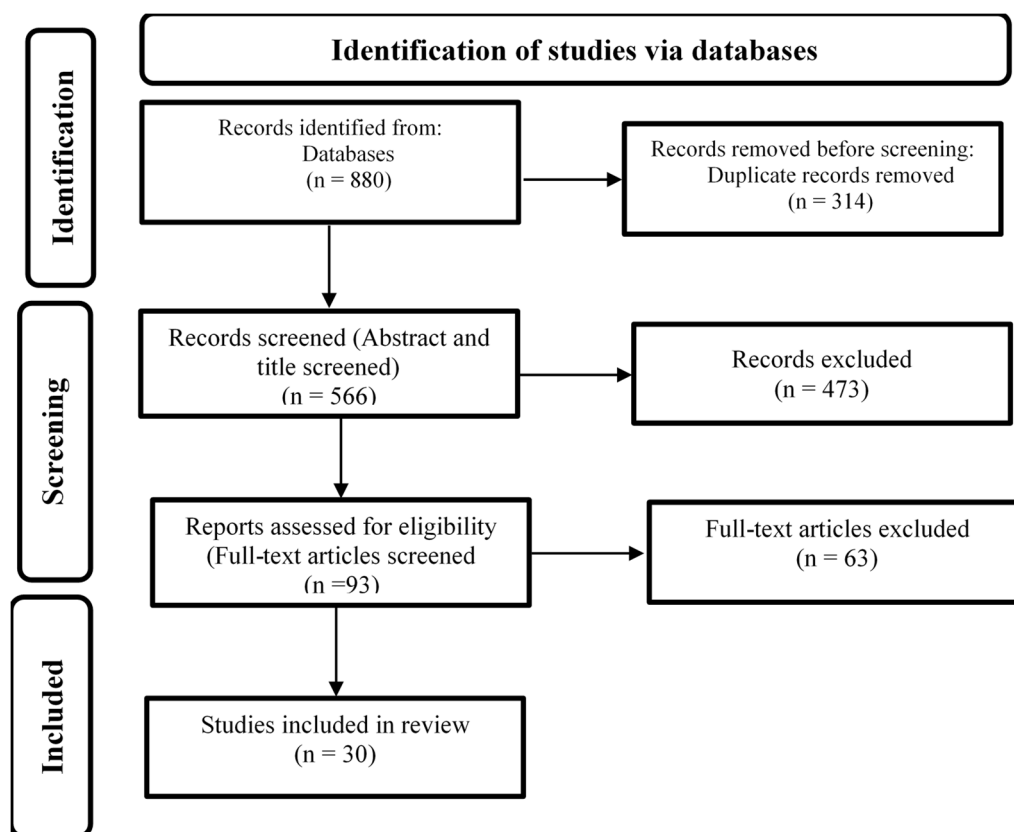 Identification of studies via databases
Identification
Records identified from:
Databases
(n = 880)
Records removed before screening:
Duplicate records removed
(n = 314)
Screening
Records screened (Abstract and
title screened)
(n = 566)
Records excluded
(n = 473)
Reports assessed for eligibility
(Full-text articles screened
(n =93)
Full-text articles excluded
(n = 63)
Included
Studies included in review
(n = 30)